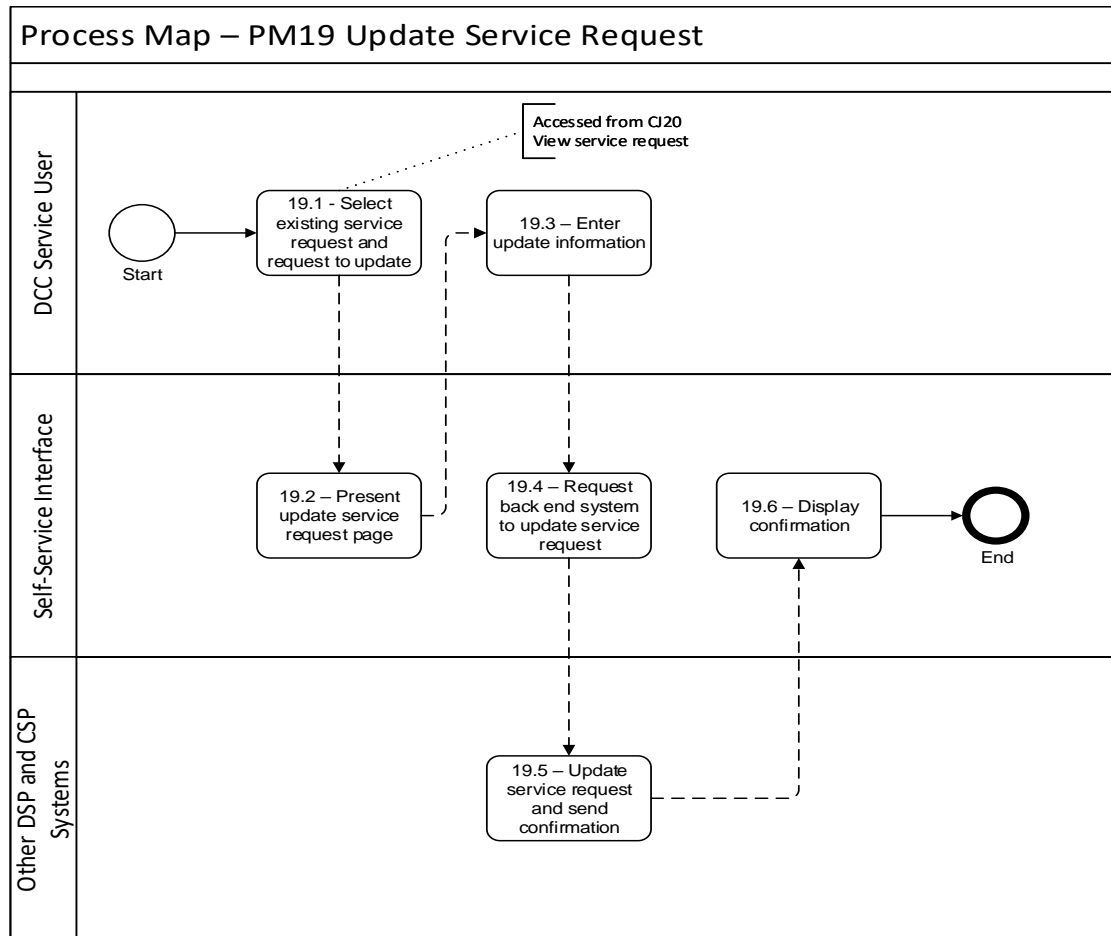 Process Map – PM19 Update Service Request
DCC Service User
Accessed from CJ20
View service request
Start
19.1 - Select
existing service
request and
request to update
19.3 – Enter
update information
Self-Service Interface
19.2 – Present
update service
request page
19.4 – Request
back end system
to update service
request
19.6 – Display
confirmation
End
Other DSP and CSP
Systems
19.5 – Update
service request
and send
confirmation